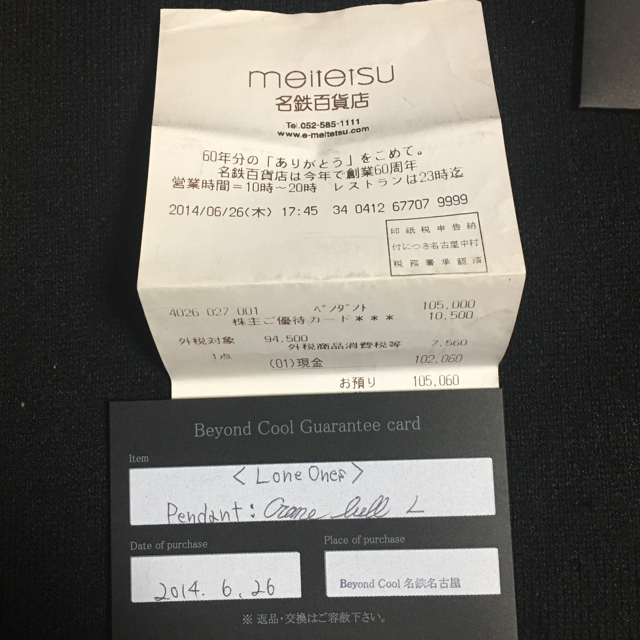 meitetsu
名鉄百貨店
Tel.052-585-1111
www.e-meitetsu.com
60年分の「ありがとう」をこめて。
名鉄百貨店は今年で創業60周年
営業時間=10時~20時 レストランは23時迄
2014/06/26(木) 17:45 34 0412 67707 9999
印紙税申告納
付につき名古屋中村
税務署承認済
4026 027 001 ペンダント 105,000
株主ご優待カード*** 10,500
外税対象 94,500
外税商品消費税等 7,560
1点 (01)現金 102,060
お預り 105,060
Beyond Cool Guarantee card
Item
<Lone Ones>
Pendant: Crane bell L
Date of purchase
Place of purchase
2014. 6. 26
Beyond Cool 名鉄名古屋
※ 返品・交換はご容赦下さい。